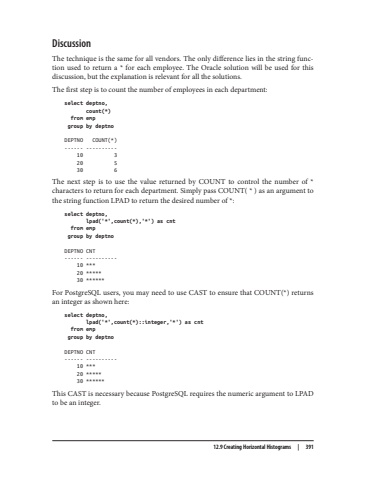 Discussion
The technique is the same for all vendors. The only difference lies in the string func-
tion used to return a * for each employee. The Oracle solution will be used for this
discussion, but the explanation is relevant for all the solutions.
The first step is to count the number of employees in each department:
select deptno,
count(*)
from emp
group by deptno
DEPTNO COUNT(*)
------ ----------
10 3
20 5
30 6
The next step is to use the value returned by COUNT to control the number of *
characters to return for each department. Simply pass COUNT( * ) as an argument to
the string function LPAD to return the desired number of *:
select deptno,
lpad('*',count(*),'*') as cnt
from emp
group by deptno
DEPTNO CNT
------ ----------
10 ***
20 *****
30 ******
For PostgreSQL users, you may need to use CAST to ensure that COUNT(*) returns
an integer as shown here:
select deptno,
lpad('*',count(*)::integer,'*') as cnt
from emp
group by deptno
DEPTNO CNT
------ ----------
10 ***
20 *****
30 ******
This CAST is necessary because PostgreSQL requires the numeric argument to LPAD
to be an integer.
12.9 Creating Horizontal Histograms | 391